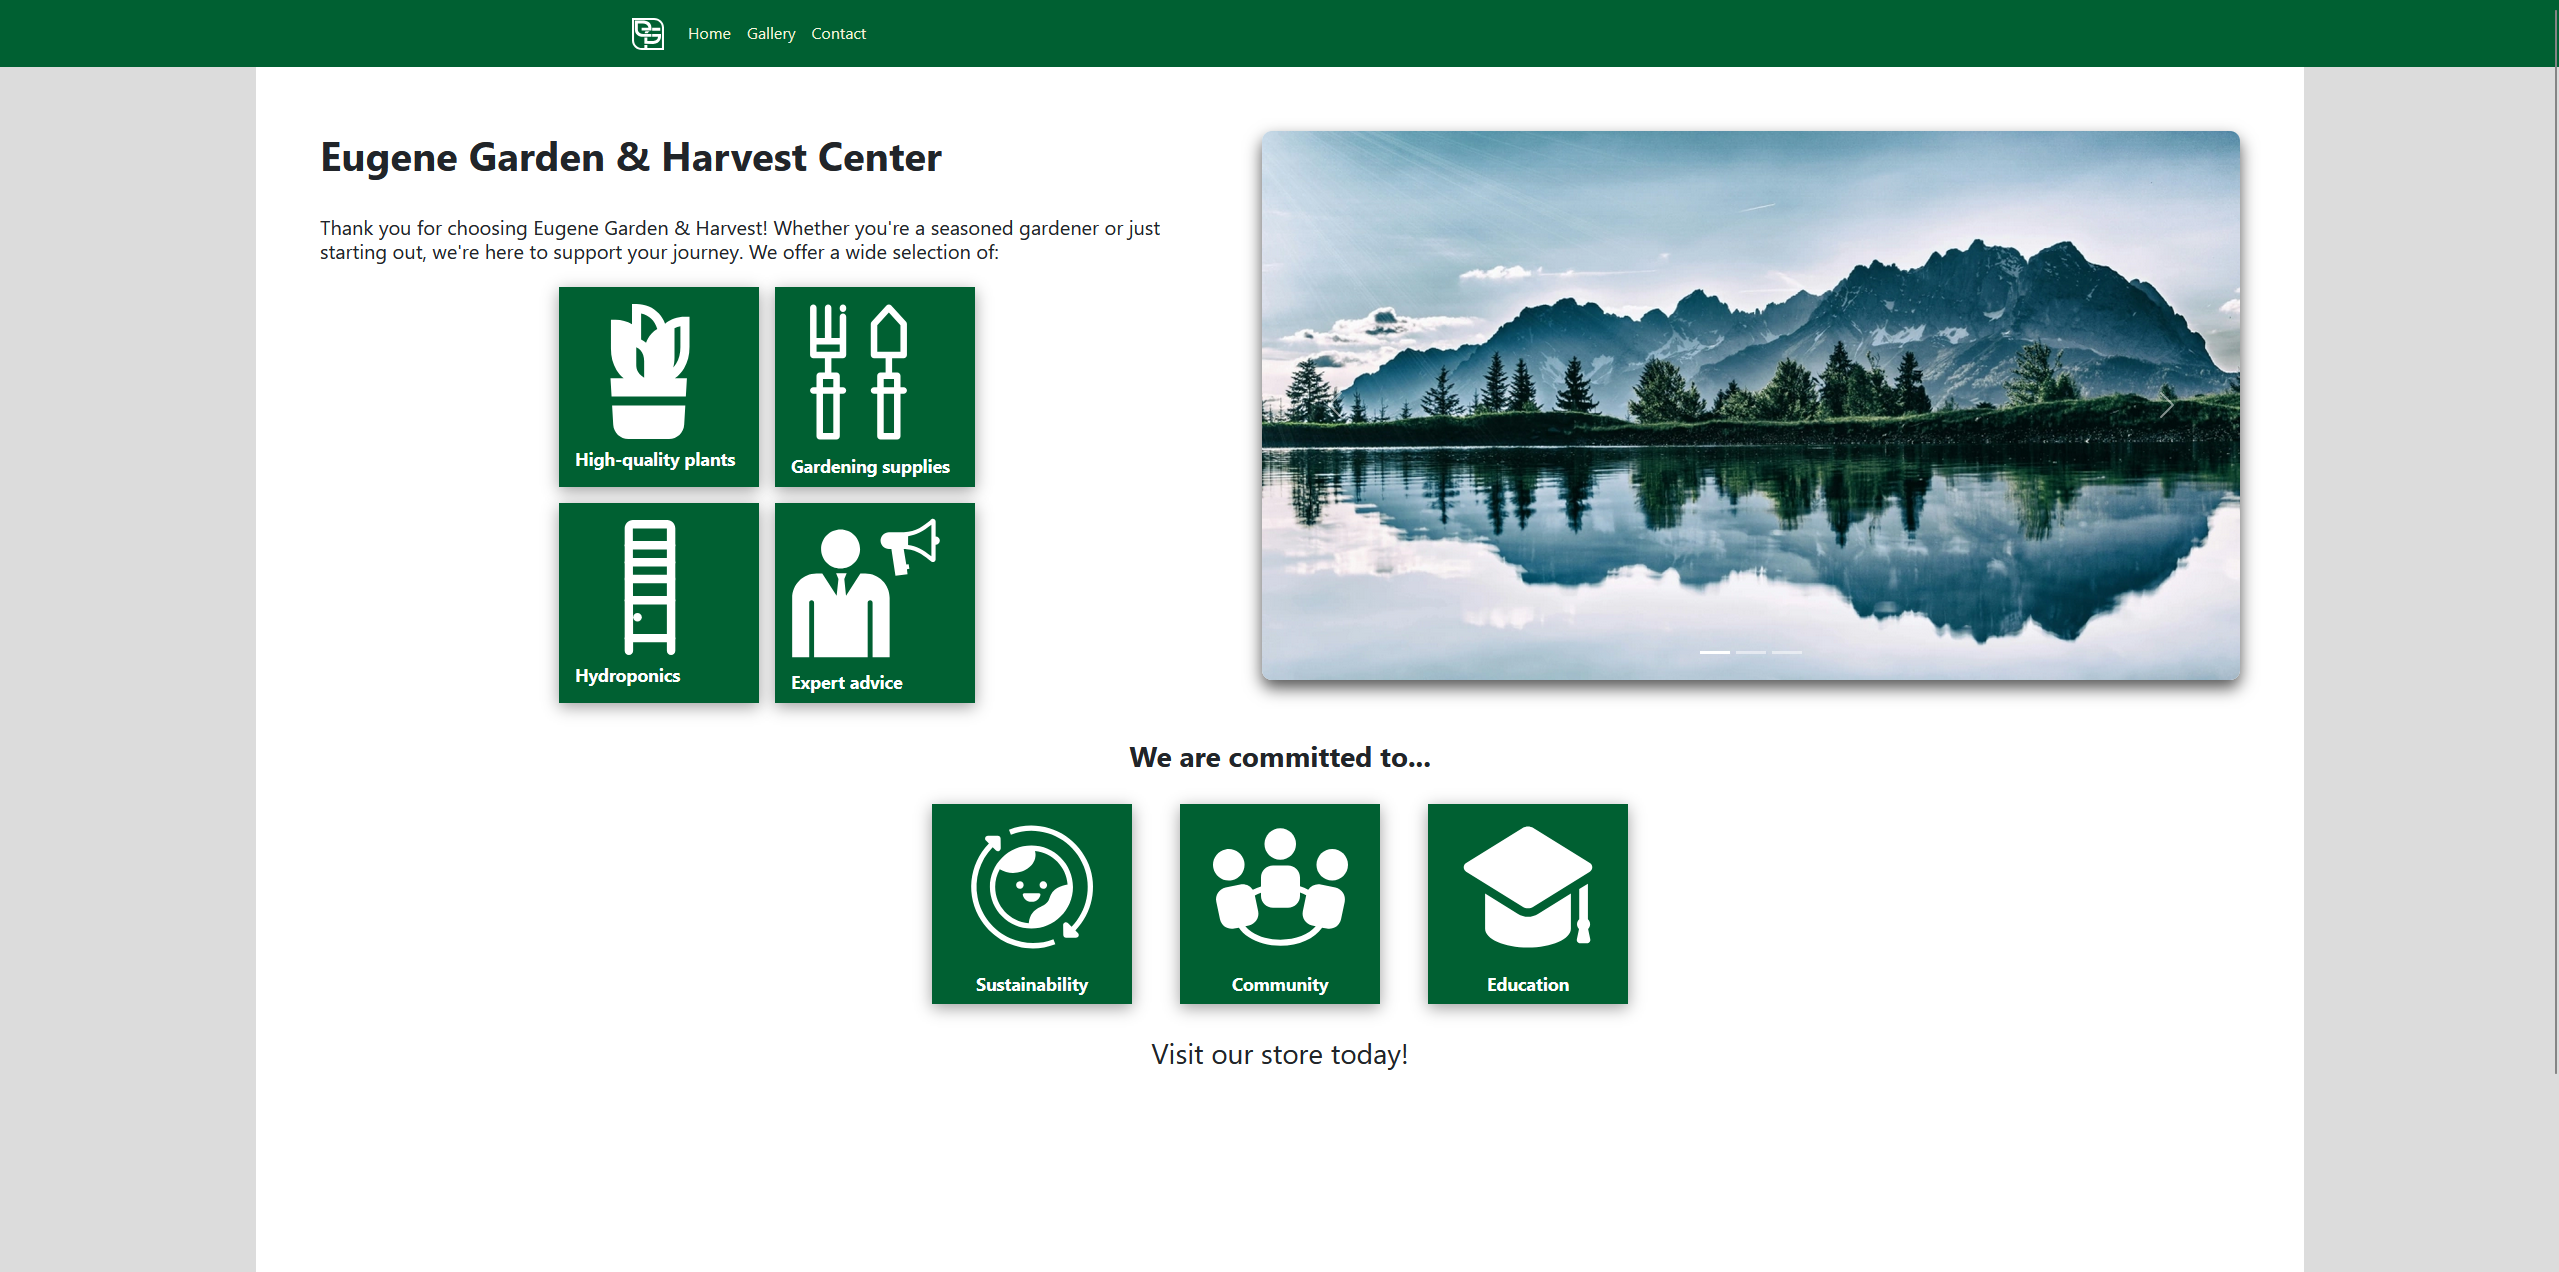 Home Gallery Contact
Eugene Garden & Harvest Center
Thank you for choosing Eugene Garden & Harvest! Whether you're a seasoned gardener or just
starting out, we're here to support your journey. We offer a wide selection of:
High-quality plants
Gardening supplies
Hydroponics
Expert advice
We are committed to...
Sustainability
Community
Education
Visit our store today!